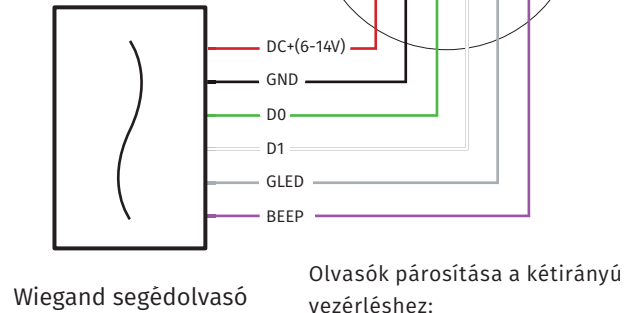 DC+(6-14V)
GND
D0
D1
GLED
BEEP
Wiegand segédolvasó
Olvasók párosítása a kétirányú
vezérléshez: